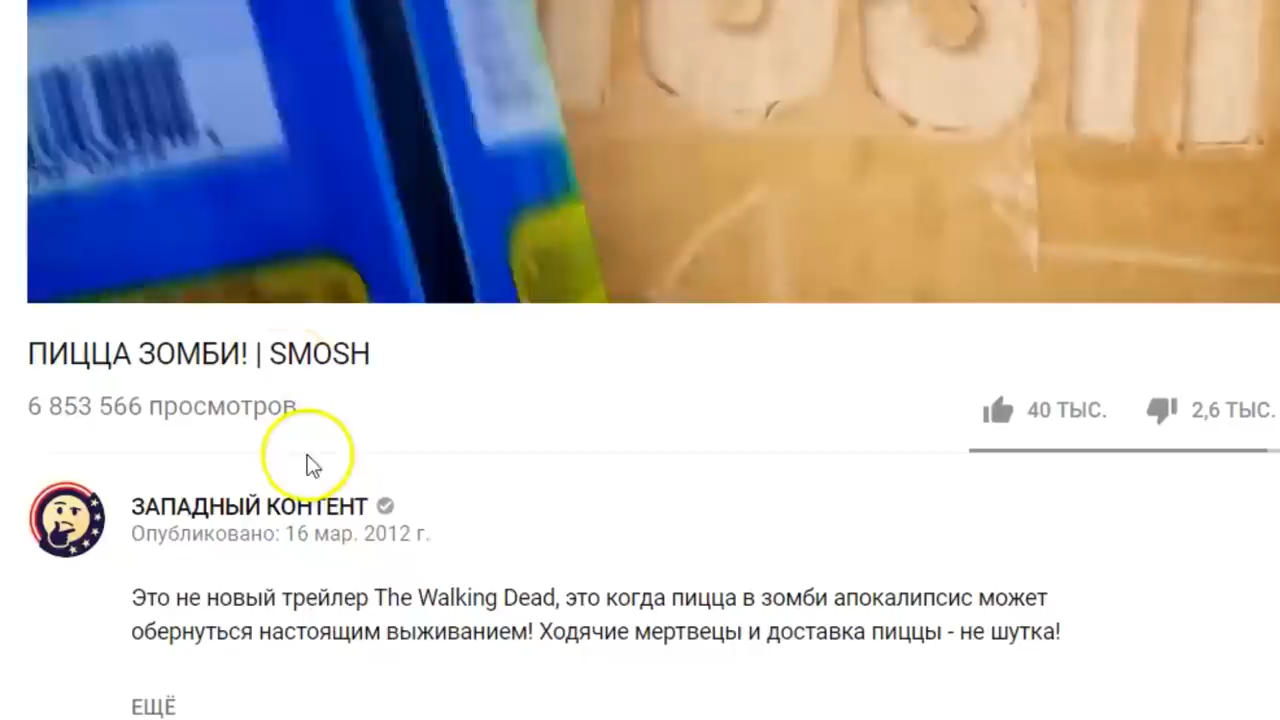 ПИЦЦА ЗОМБИ! | SMOSH
6 853 566 просмотров
40 ТЫС.
2,6 ТЫС.
ЗАПАДНЫЙ КОНТЕНТ
Опубликовано: 16 мар. 2012 г.
Это не новый трейлер The Walking Dead, это когда пицца в зомби апокалипсис может
обернуться настоящим выживанием! Ходячие мертвецы и доставка пиццы - не шутка!
ЕЩЁ